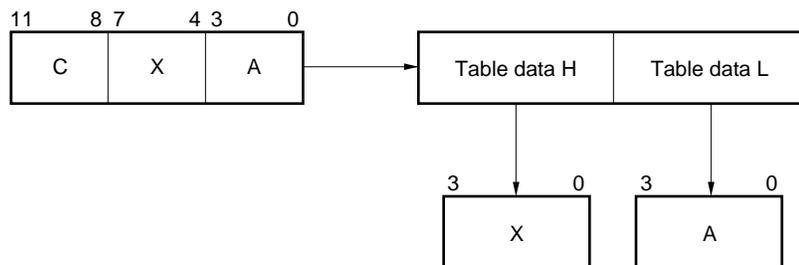 11 8 7 4 3 0
C X A
Table data H Table data L
3 0 3 0
X A